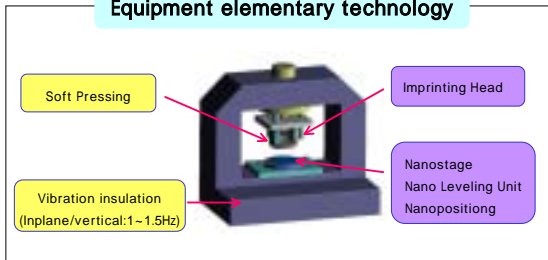 Equipment elementary technology
Soft Pressing
Imprinting Head
Nanostage
Nano Leveling Unit
Nanopositiong
Vibration insulation
(Inplane/vertical:1~1.5Hz)